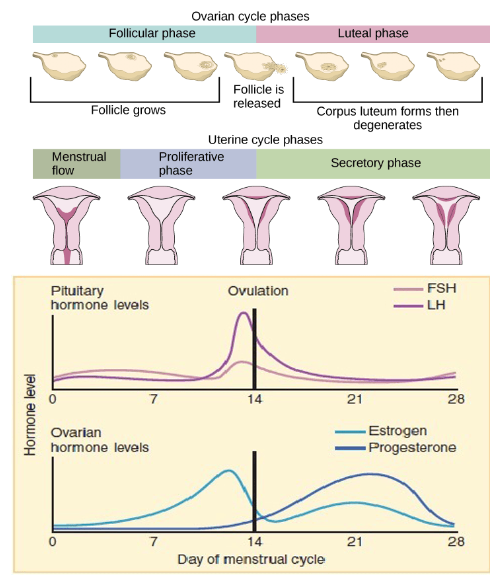 Ovarian cycle phases
Follicular phase
Luteal phase
Follicle grows
Follicle is
released
Corpus luteum forms then
degenerates
Uterine cycle phases
Menstrual
flow
Proliferative
phase
Secretory phase
Pituitary
hormone levels
Ovulation
FSH
LH
0 7 14 21 28
Hormone level
Ovarian
hormone levels
Estrogen
Progesterone
0 7 14 21 28
Day of menstrual cycle